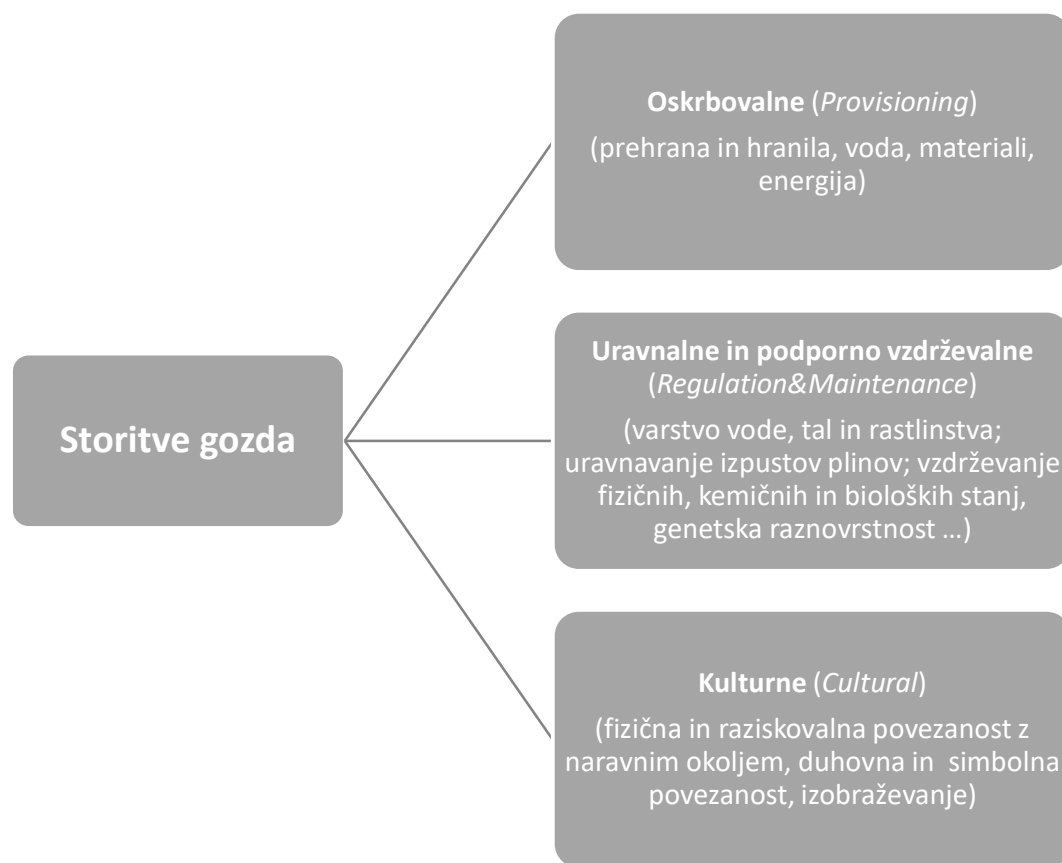 Storitve gozda
Oskrbovalne (Provisioning)
(prehrana in hranila, voda, materiali,
energija)
Uravnalne in podporno vzdrževalne
(Regulation&Maintenance)
(varstvo vode, tal in rastlinstva;
uravnavanje izpustov plinov; vzdrževanje
fizičnih, kemičnih in bioloških stanj,
genetska raznovrstnost …)
Kulturne (Cultural)
(fizična in raziskovalna povezanost z
naravnim okoljem, duhovna in  simbolna
povezanost, izobraževanje)